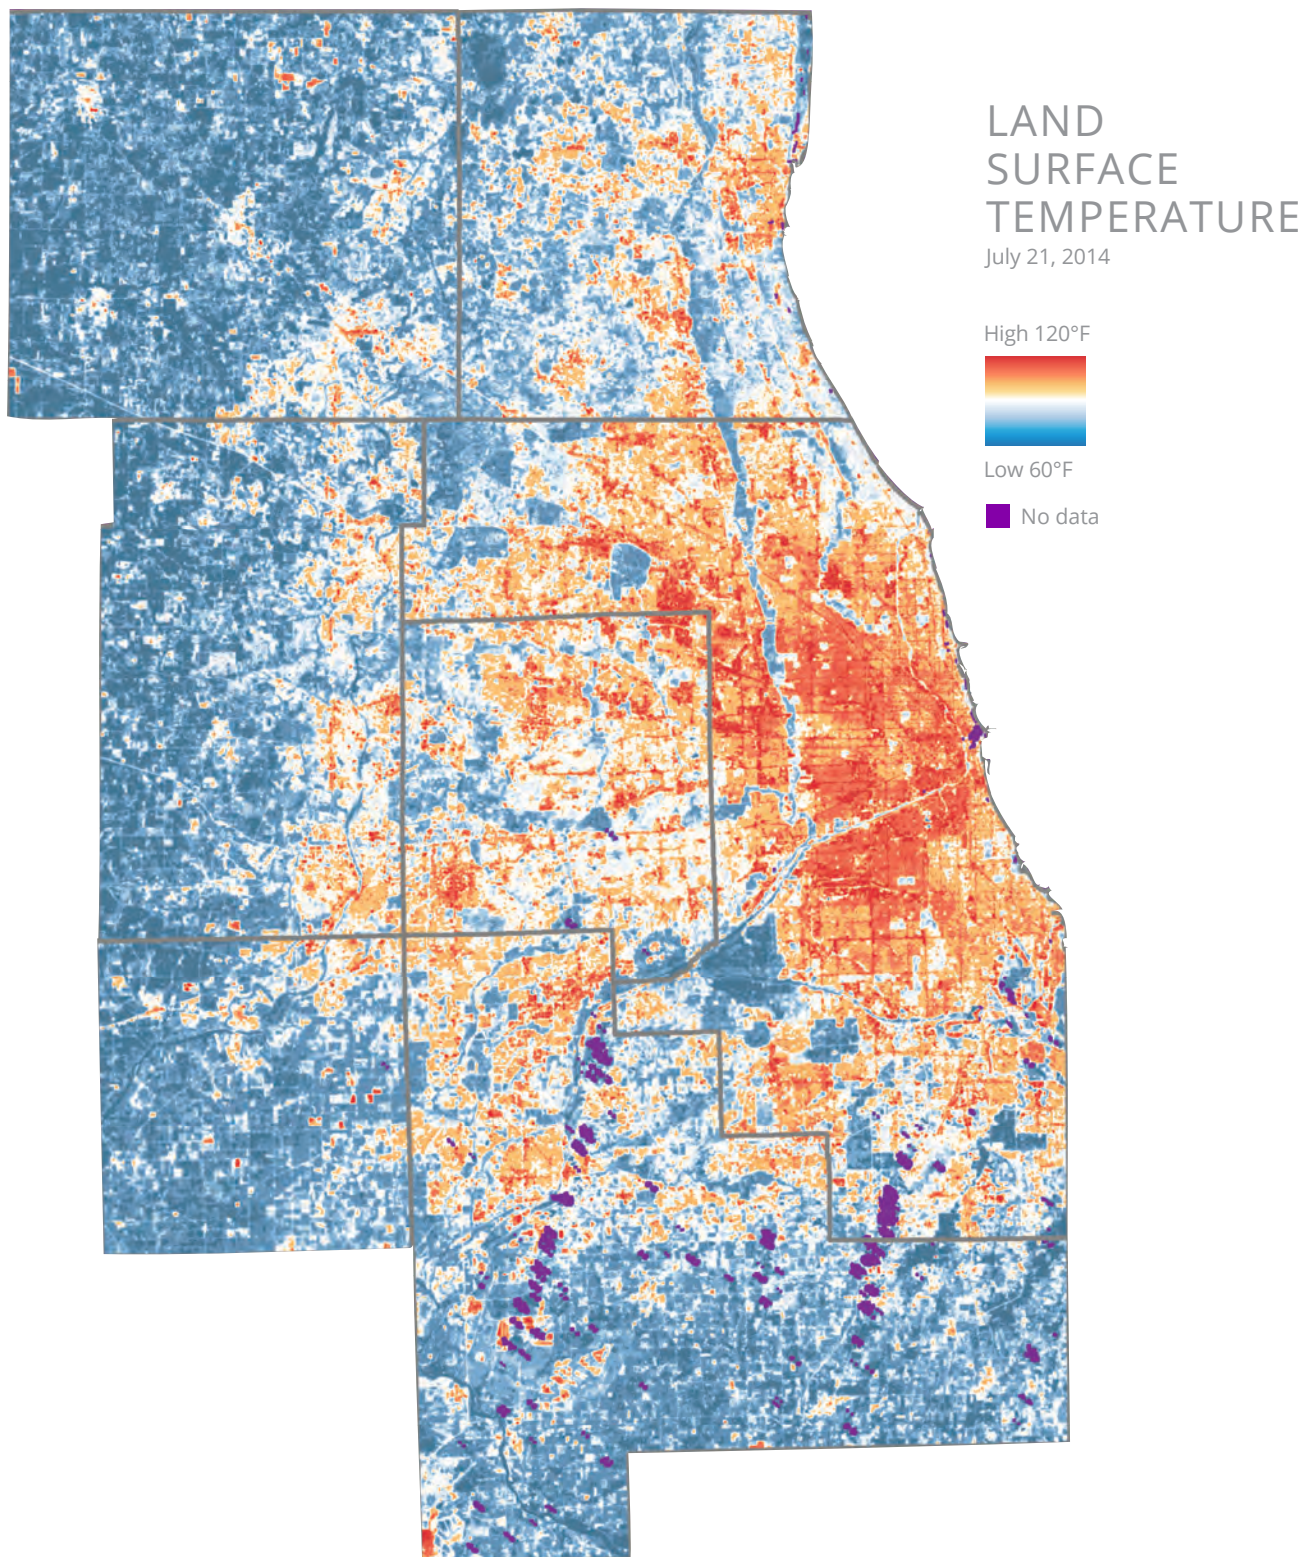 LAND
SURFACE
TEMPERATURE
July 21, 2014
High 120°F
Low 60°F
No data